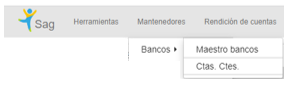 Sag Herramientas Mantenedores Rendición de cuentas
Bancos Maestro bancos
Ctas. Ctes.